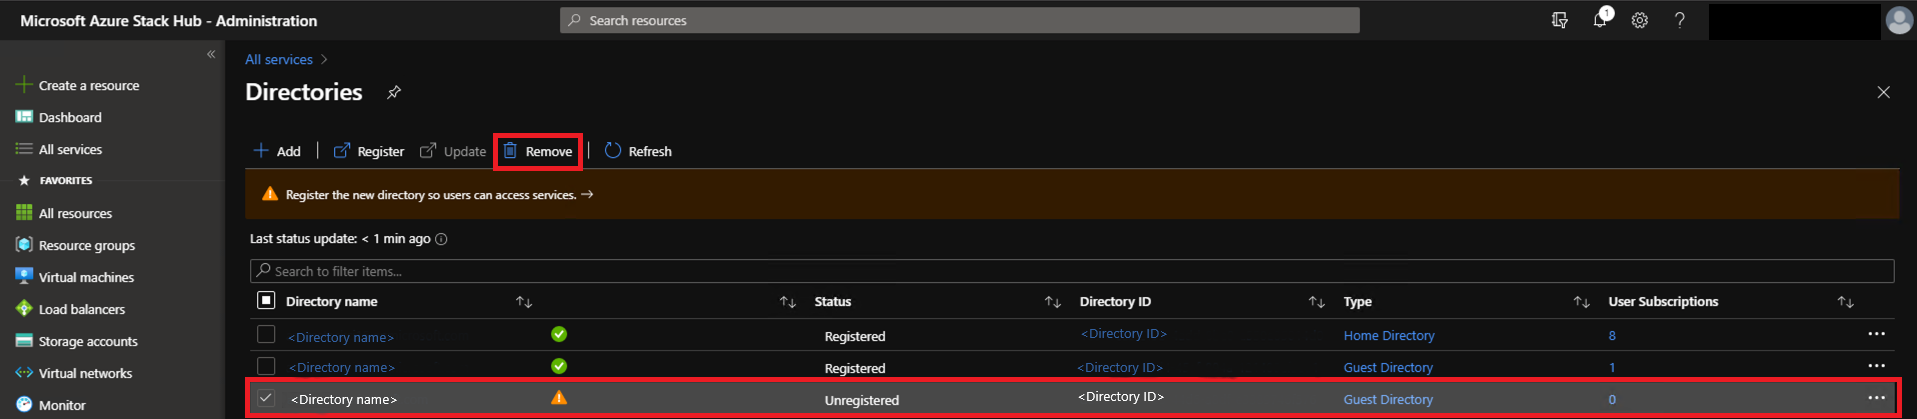 Microsoft Azure Stack Hub - Administration
Search resources
1
?
«
All services >
Create a resource
Directories
Dashboard
All services
+ Add | Register Update Remove | Refresh
FAVORITES
Register the new directory so users can access services. →
All resources
Resource groups
Last status update: < 1 min ago
Virtual machines
Search to filter items...
Load balancers
Directory name ↑↓ ↑↓ Status ↑↓ Directory ID ↑↓ Type ↑↓ User Subscriptions ↑↓
Storage accounts
<Directory name> Registered <Directory ID> Home Directory 8 ...
Virtual networks
<Directory name> Registered <Directory ID> Guest Directory 1 ...
Monitor
<Directory name> Unregistered <Directory ID> Guest Directory 0 ...